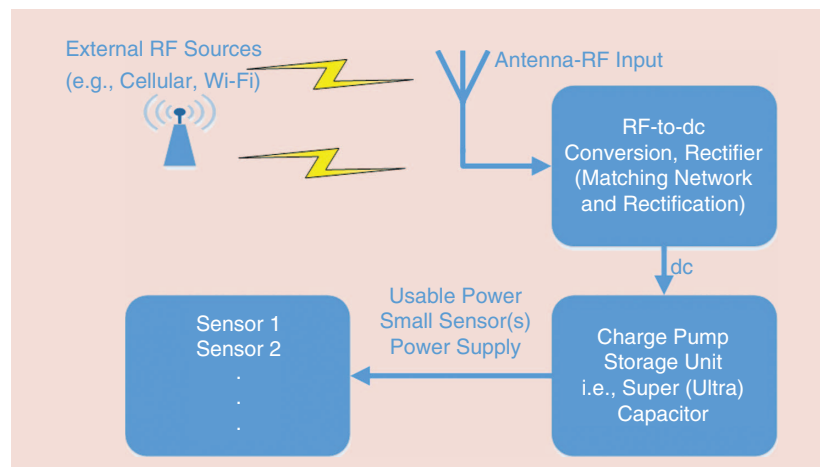 External RF Sources
(e.g., Cellular, Wi-Fi)
Antenna-RF Input
RF-to-dc
Conversion, Rectifier
(Matching Network
and Rectification)
dc
Usable Power
Small Sensor(s)
Power Supply
Sensor 1
Sensor 2
.
.
.
Charge Pump
Storage Unit
i.e., Super (Ultra)
Capacitor